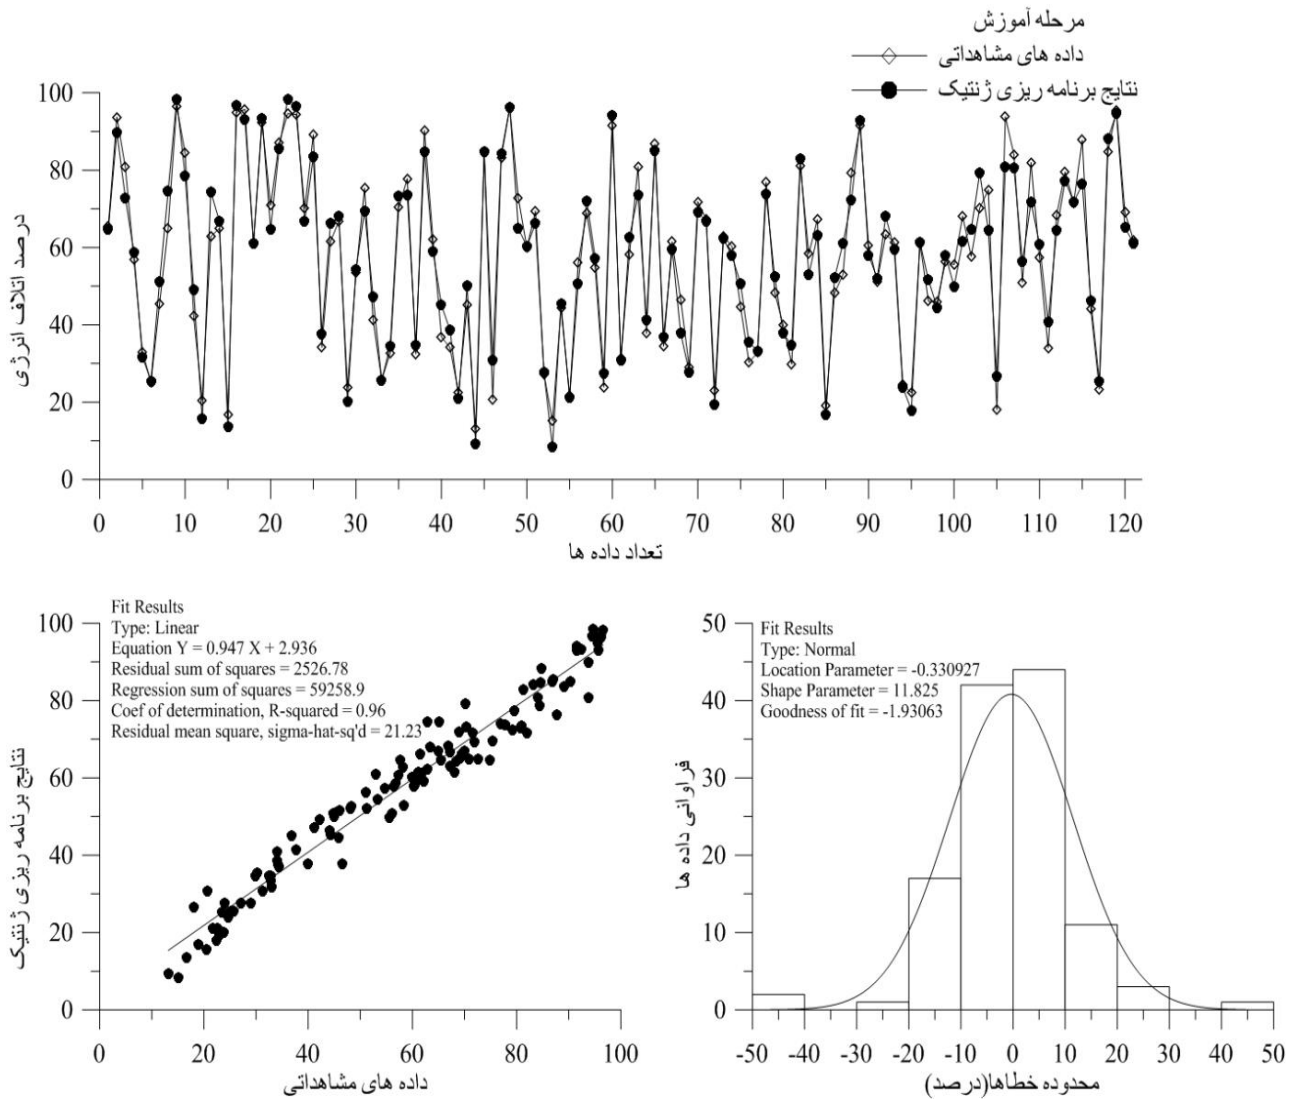 مرحله آموزش
داده های مشاهداتی
نتایج برنامه ریزی ژنتیک
درصد اتلاف انرژی
100
80
60
40
20
0
0 10 20 30 40 50 60 70 80 90 100 110 120
تعداد داده ها
Fit Results
Type: Linear
Equation Y = 0.947 X + 2.936
Residual sum of squares = 2526.78
Regression sum of squares = 59258.9
Coef of determination, R-squared = 0.96
Residual mean square, sigma-hat-sq'd = 21.23
نتایج برنامه ریزی ژنتیک
100
80
60
40
20
0
0 20 40 60 80 100
داده های مشاهداتی
Fit Results
Type: Normal
Location Parameter = -0.330927
Shape Parameter = 11.825
Goodness of fit = -1.93063
فراوانی داده ها
50
40
30
20
10
0
-50 -40 -30 -20 -10 0 10 20 30 40 50
محدوده خطاها(درصد)